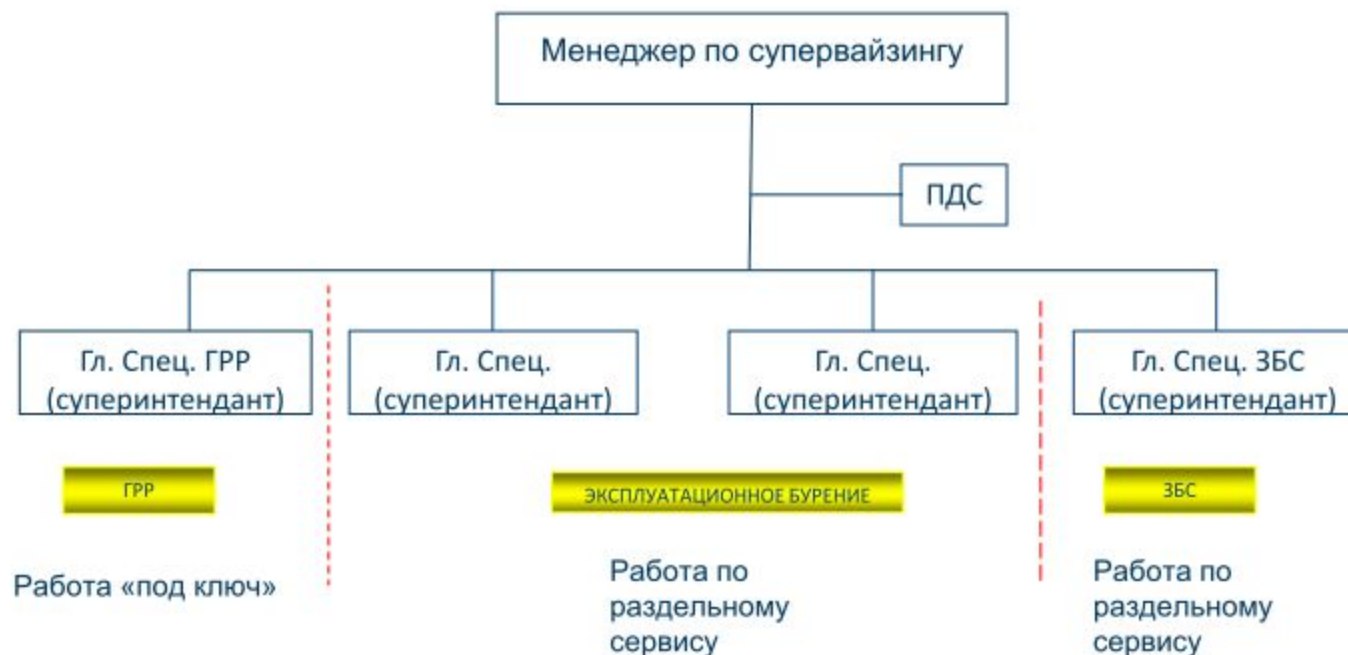 Менеджер по супервайзингу
ПДС
Гл. Спец. ГРР
(суперинтендант)
Гл. Спец.
(суперинтендант)
Гл. Спец.
(суперинтендант)
Гл. Спец. ЗБС
(суперинтендант)
ГРР
ЭКСПЛУАТАЦИОННОЕ БУРЕНИЕ
ЗБС
Работа «под ключ»
Работа по
раздельному
сервису
Работа по
раздельному
сервису